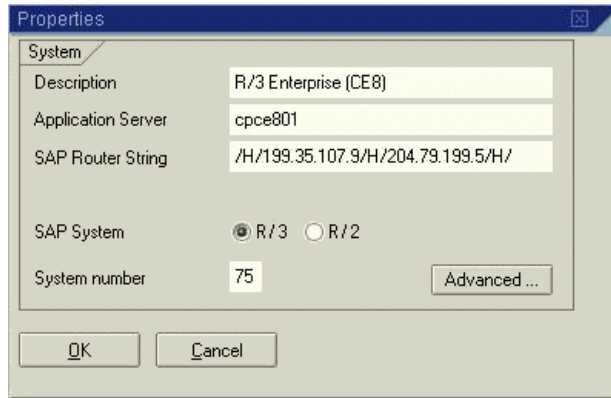 Properties
System
Description R/3 Enterprise (CE8)
Application Server cpce801
SAP Router String /H/199.35.107.9/H/204.79.199.5/H/
SAP System R/3 R/2
System number 75 Advanced ...
OK Cancel